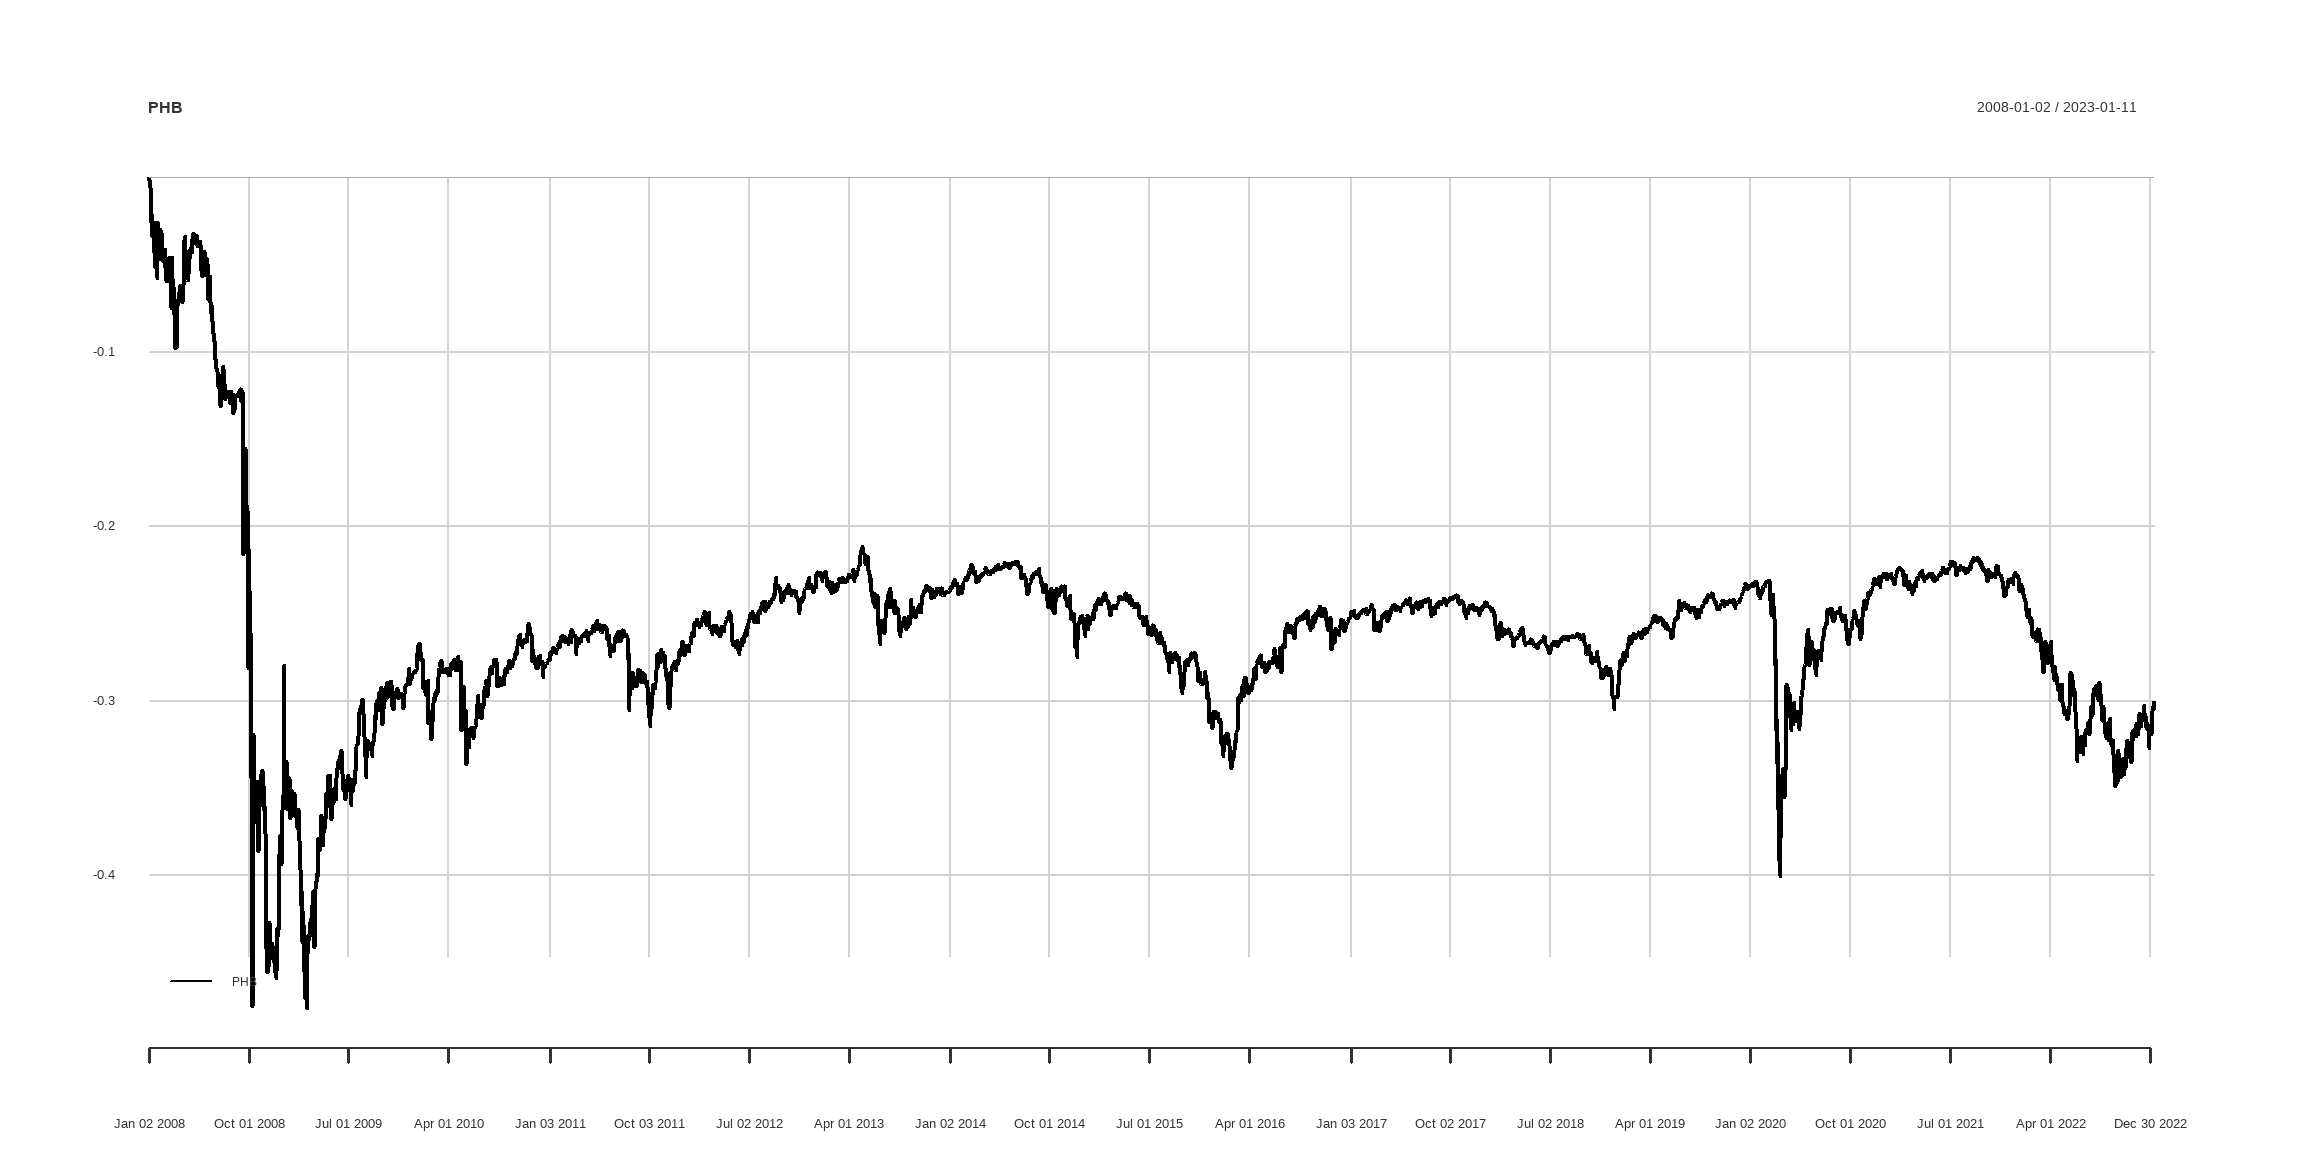 PHB
2008-01-02 / 2023-01-11
-0.1
-0.2
-0.3
-0.4
PHB
Jan 02 2008 Oct 01 2008 Jul 01 2009 Apr 01 2010 Jan 03 2011 Oct 03 2011 Jul 02 2012 Apr 01 2013 Jan 02 2014 Oct 01 2014 Jul 01 2015 Apr 01 2016 Jan 03 2017 Oct 02 2017 Jul 02 2018 Apr 01 2019 Jan 02 2020 Oct 01 2020 Jul 01 2021 Apr 01 2022 Dec 30 2022